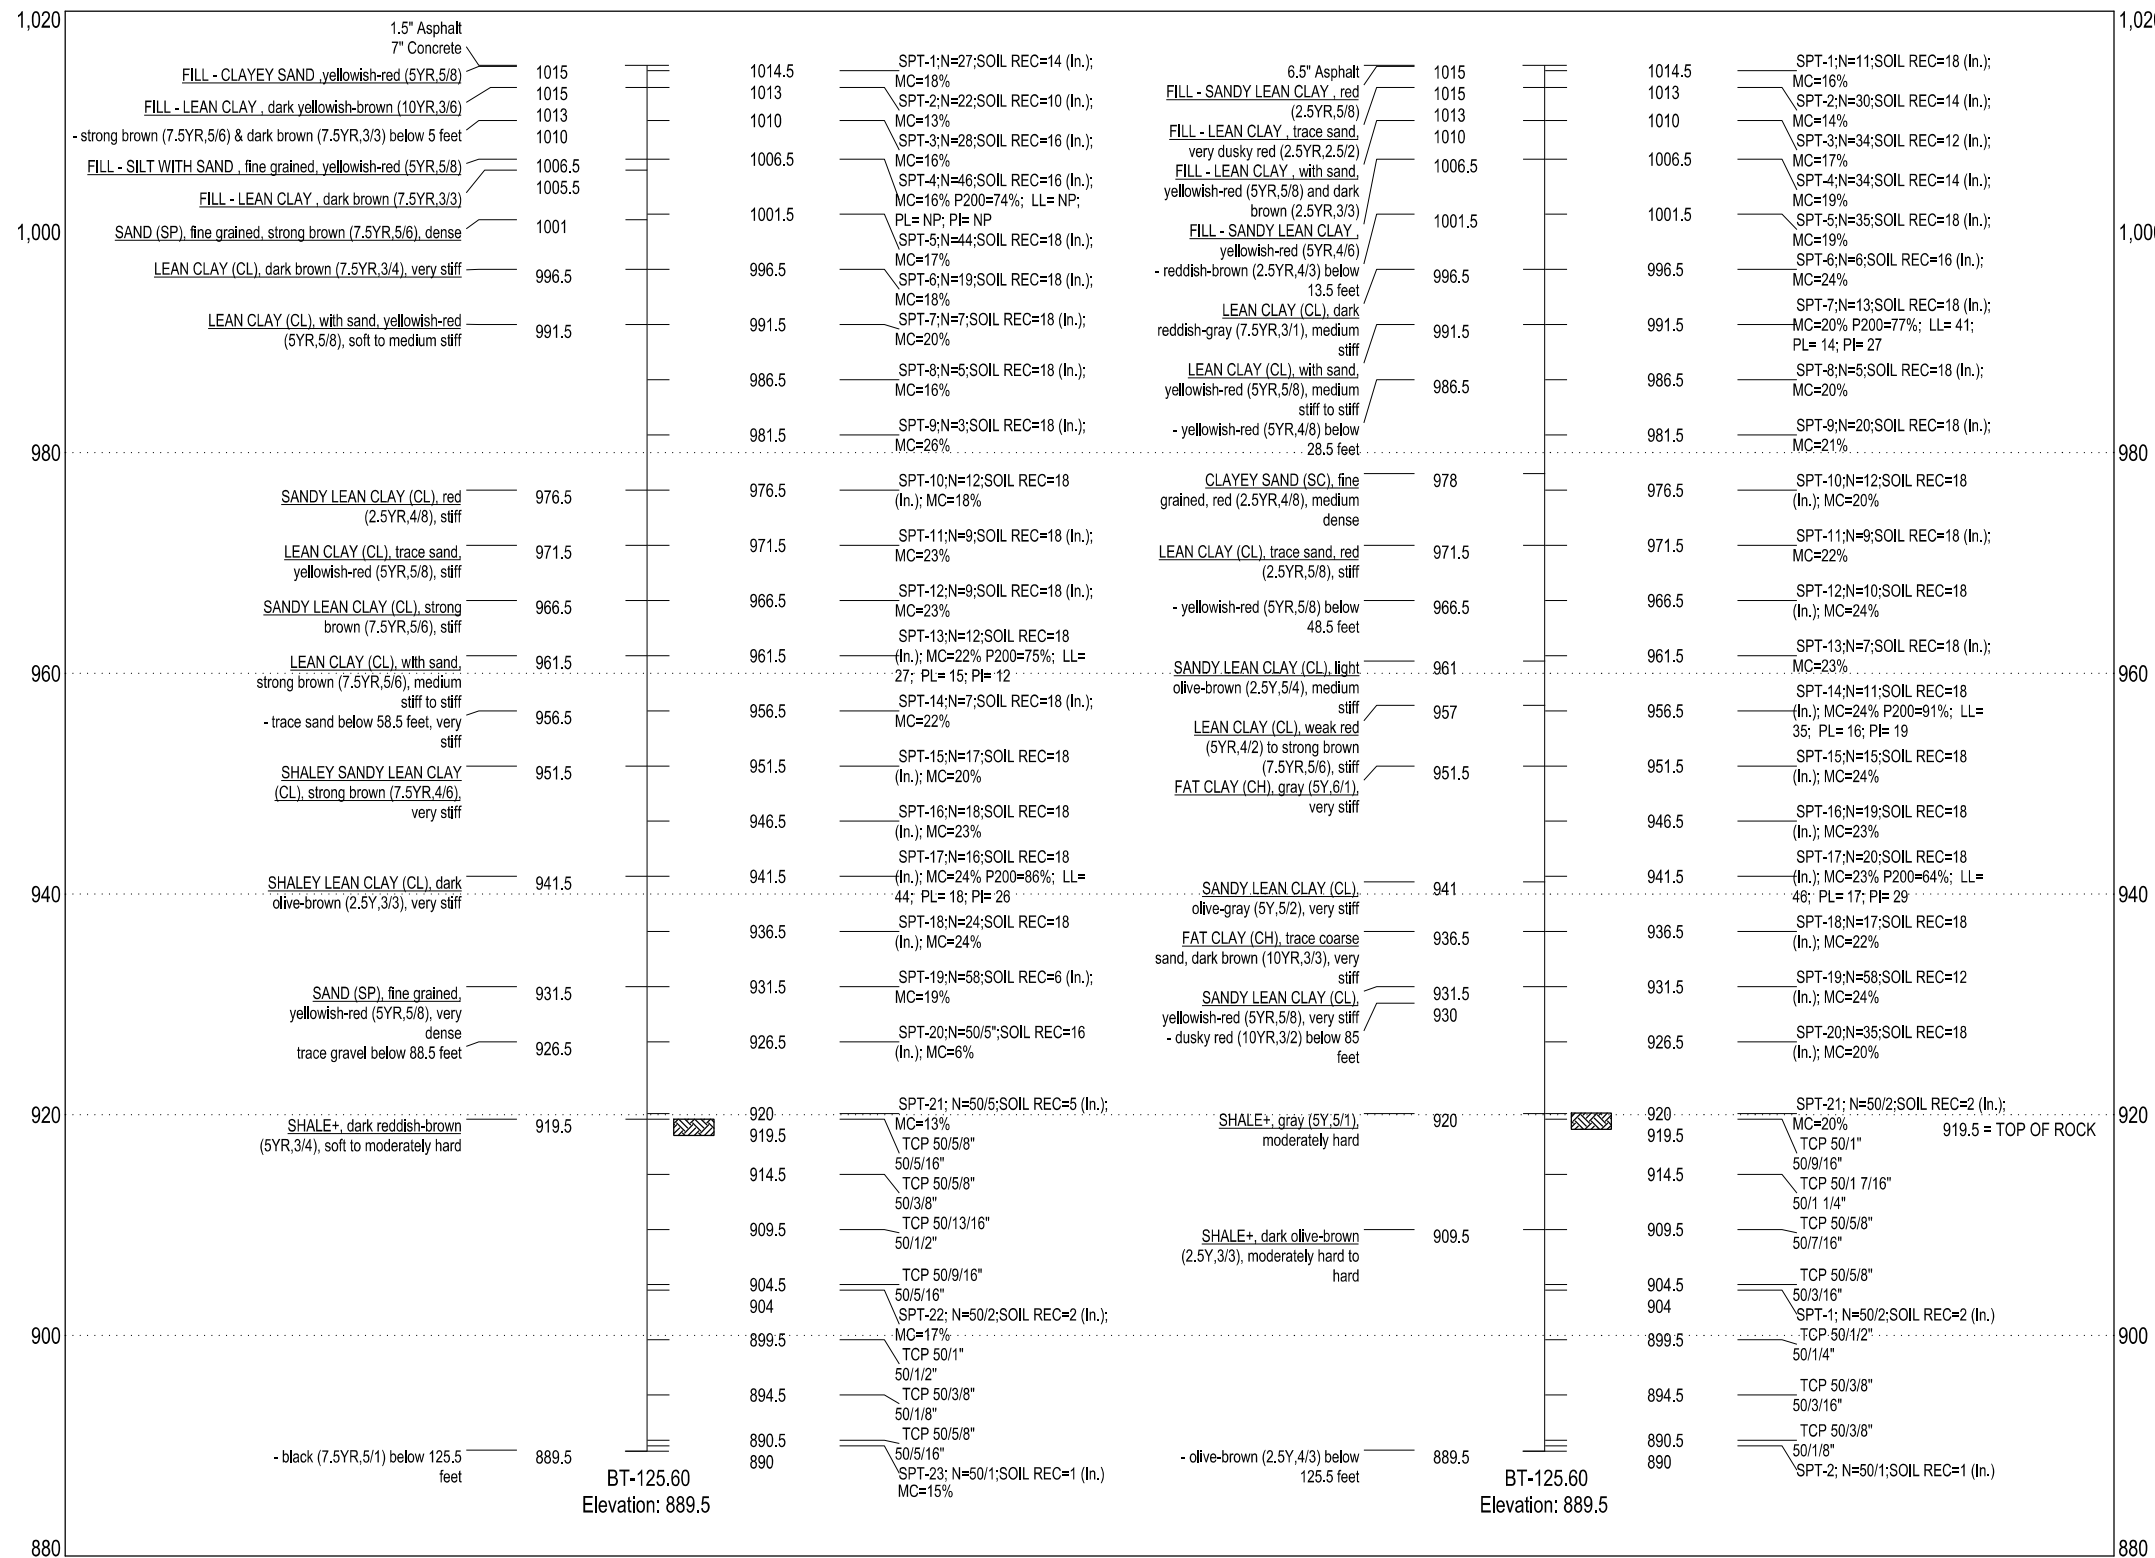 1,020
1,000
980
960
940
920
900
880
1.5" Asphalt
7" Concrete
FILL - CLAYEY SAND ,yellowish-red (5YR,5/8)
FILL - LEAN CLAY , dark yellowish-brown (10YR,3/6)
- strong brown (7.5YR,5/6) & dark brown (7.5YR,3/3) below 5 feet
FILL - SILT WITH SAND , fine grained, yellowish-red (5YR,5/8)
FILL - LEAN CLAY , dark brown (7.5YR,3/3)
SAND (SP), fine grained, strong brown (7.5YR,5/6), dense
LEAN CLAY (CL), dark brown (7.5YR,3/4), very stiff
LEAN CLAY (CL), with sand, yellowish-red
(5YR,5/8), soft to medium stiff
SANDY LEAN CLAY (CL), red
(2.5YR,4/8), stiff
LEAN CLAY (CL), trace sand,
yellowish-red (5YR,5/8), stiff
SANDY LEAN CLAY (CL), strong
brown (7.5YR,5/6), stiff
LEAN CLAY (CL), with sand,
strong brown (7.5YR,5/6), medium
stiff to stiff
- trace sand below 58.5 feet, very
stiff
SHALEY SANDY LEAN CLAY
(CL), strong brown (7.5YR,4/6),
very stiff
SHALEY LEAN CLAY (CL), dark
olive-brown (2.5Y,3/3), very stiff
SAND (SP), fine grained,
yellowish-red (5YR,5/8), very
dense
trace gravel below 88.5 feet
SHALE+, dark reddish-brown
(5YR,3/4), soft to moderately hard
- black (7.5YR,5/1) below 125.5
feet
1015
1015
1013
1010
1006.5
1005.5
1001
996.5
991.5
976.5
971.5
966.5
961.5
956.5
951.5
941.5
931.5
926.5
919.5
889.5
BT-125.60
Elevation: 889.5
1014.5
1013
1010
1006.5
1001.5
996.5
991.5
986.5
981.5
976.5
971.5
966.5
961.5
956.5
951.5
946.5
941.5
936.5
931.5
926.5
920
919.5
914.5
909.5
904.5
904
899.5
894.5
890.5
890
SPT-1;N=27;SOIL REC=14 (In.);
MC=18%
SPT-2;N=22;SOIL REC=10 (In.);
MC=13%
SPT-3;N=28;SOIL REC=16 (In.);
MC=16%
SPT-4;N=46;SOIL REC=16 (In.);
MC=16% P200=74%; LL= NP;
PL= NP; PI= NP
SPT-5;N=44;SOIL REC=18 (In.);
MC=17%
SPT-6;N=19;SOIL REC=18 (In.);
MC=18%
SPT-7;N=7;SOIL REC=18 (In.);
MC=20%
SPT-8;N=5;SOIL REC=18 (In.);
MC=16%
SPT-9;N=3;SOIL REC=18 (In.);
MC=26%
SPT-10;N=12;SOIL REC=18
(In.); MC=18%
SPT-11;N=9;SOIL REC=18 (In.);
MC=23%
SPT-12;N=9;SOIL REC=18 (In.);
MC=23%
SPT-13;N=12;SOIL REC=18
(In.); MC=22% P200=75%; LL=
27; PL= 15; PI= 12
SPT-14;N=7;SOIL REC=18 (In.);
MC=22%
SPT-15;N=17;SOIL REC=18
(In.); MC=20%
SPT-16;N=18;SOIL REC=18
(In.); MC=23%
SPT-17;N=16;SOIL REC=18
(In.); MC=24% P200=86%; LL=
44; PL= 18; PI= 26
SPT-18;N=24;SOIL REC=18
(In.); MC=24%
SPT-19;N=58;SOIL REC=6 (In.);
MC=19%
SPT-20;N=50/5";SOIL REC=16
(In.); MC=6%
SPT-21; N=50/5;SOIL REC=5 (In.);
MC=13%
TCP 50/5/8"
50/5/16"
TCP 50/5/8"
50/3/8"
TCP 50/13/16"
50/1/2"
TCP 50/9/16"
50/5/16"
SPT-22; N=50/2;SOIL REC=2 (In.);
MC=17%
TCP 50/1"
50/1/2"
TCP 50/3/8"
50/1/8"
TCP 50/5/8"
50/5/16"
SPT-23; N=50/1;SOIL REC=1 (In.)
MC=15%
6.5" Asphalt
FILL - SANDY LEAN CLAY , red
(2.5YR,5/8)
FILL - LEAN CLAY , trace sand,
very dusky red (2.5YR,2.5/2)
FILL - LEAN CLAY , with sand,
yellowish-red (5YR,5/8) and dark
brown (2.5YR,3/3)
FILL - SANDY LEAN CLAY ,
yellowish-red (5YR,4/6)
- reddish-brown (2.5YR,4/3) below
13.5 feet
LEAN CLAY (CL), dark
reddish-gray (7.5YR,3/1), medium
stiff
LEAN CLAY (CL), with sand,
yellowish-red (5YR,5/8), medium
stiff to stiff
- yellowish-red (5YR,4/8) below
28.5 feet
CLAYEY SAND (SC), fine
grained, red (2.5YR,4/8), medium
dense
LEAN CLAY (CL), trace sand, red
(2.5YR,5/8), stiff
- yellowish-red (5YR,5/8) below
48.5 feet
SANDY LEAN CLAY (CL), light
olive-brown (2.5Y,5/4), medium
stiff
LEAN CLAY (CL), weak red
(5YR,4/2) to strong brown
(7.5YR,5/6), stiff
FAT CLAY (CH), gray (5Y,6/1),
very stiff
SANDY LEAN CLAY (CL),
olive-gray (5Y,5/2), very stiff
FAT CLAY (CH), trace coarse
sand, dark brown (10YR,3/3), very
stiff
SANDY LEAN CLAY (CL),
yellowish-red (5YR,5/8), very stiff
- dusky red (10YR,3/2) below 85
feet
SHALE+, gray (5Y,5/1),
moderately hard
SHALE+, dark olive-brown
(2.5Y,3/3), moderately hard to
hard
- olive-brown (2.5Y,4/3) below
125.5 feet
1015
1015
1013
1010
1006.5
1001.5
996.5
991.5
986.5
978
971.5
966.5
961
957
951.5
941
936.5
931.5
930
920
909.5
889.5
BT-125.60
Elevation: 889.5
1014.5
1013
1010
1006.5
1001.5
996.5
991.5
986.5
981.5
976.5
971.5
966.5
961.5
956.5
951.5
946.5
941.5
936.5
931.5
926.5
920
919.5
914.5
909.5
904.5
904
899.5
894.5
890.5
890
SPT-1;N=11;SOIL REC=18 (In.);
MC=16%
SPT-2;N=30;SOIL REC=14 (In.);
MC=14%
SPT-3;N=34;SOIL REC=12 (In.);
MC=17%
SPT-4;N=34;SOIL REC=14 (In.);
MC=19%
SPT-5;N=35;SOIL REC=18 (In.);
MC=19%
SPT-6;N=6;SOIL REC=16 (In.);
MC=24%
SPT-7;N=13;SOIL REC=18 (In.);
MC=20% P200=77%; LL= 41;
PL= 14; PI= 27
SPT-8;N=5;SOIL REC=18 (In.);
MC=20%
SPT-9;N=20;SOIL REC=18 (In.);
MC=21%
SPT-10;N=12;SOIL REC=18
(In.); MC=20%
SPT-11;N=9;SOIL REC=18 (In.);
MC=22%
SPT-12;N=10;SOIL REC=18
(In.); MC=24%
SPT-13;N=7;SOIL REC=18 (In.);
MC=23%
SPT-14;N=11;SOIL REC=18
(In.); MC=24% P200=91%; LL=
35; PL= 16; PI= 19
SPT-15;N=15;SOIL REC=18
(In.); MC=24%
SPT-16;N=19;SOIL REC=18
(In.); MC=23%
SPT-17;N=20;SOIL REC=18
(In.); MC=23% P200=64%; LL=
46; PL= 17; PI= 29
SPT-18;N=17;SOIL REC=18
(In.); MC=22%
SPT-19;N=58;SOIL REC=12
(In.); MC=24%
SPT-20;N=35;SOIL REC=18
(In.); MC=20%
SPT-21; N=50/2;SOIL REC=2 (In.);
MC=20%
919.5 = TOP OF ROCK
TCP 50/1"
50/9/16"
TCP 50/1 7/16"
50/1 1/4"
TCP 50/5/8"
50/7/16"
TCP 50/5/8"
50/3/16"
SPT-1; N=50/2;SOIL REC=2 (In.)
TCP 50/1/2"
50/1/4"
TCP 50/3/8"
50/3/16"
TCP 50/3/8"
50/1/8"
SPT-2; N=50/1;SOIL REC=1 (In.)
1,020
1,000
980
960
940
920
900
880